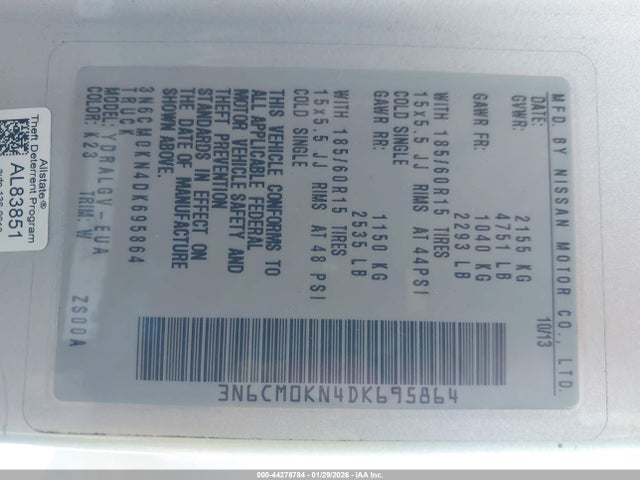 MFD. BY NISSAN MOTOR CO., LTD.
DATE: 10/13
GVWR: 2155 KG
4751 LB
GAWR FR: 1040 KG
2293 LB
WITH 185/60R15 TIRES
15x5.5 JJ RIMS AT 44PSI
COLD SINGLE
GAWR RR: 1150 KG
2535 LB
WITH 185/60R15 TIRES
15x5.5 JJ RIMS AT 48 PSI
COLD SINGLE
THIS VEHICLE CONFORMS TO
ALL APPLICABLE FEDERAL
MOTOR VEHICLE SAFETY AND
THEFT PREVENTION
STANDARDS IN EFFECT ON
THE DATE OF MANUFACTURE
SHOWN ABOVE.
3N6CM0KN4DK695864
TRUCK
MODEL: YDRALGV-EUA
COLOR: K23 TRIM: W ZS00A
3N6CM0KN4DK695864
Allstate®
Theft Deterrent Program
AL83851
000-44278784 | 01/29/2026 | IAA, Inc.